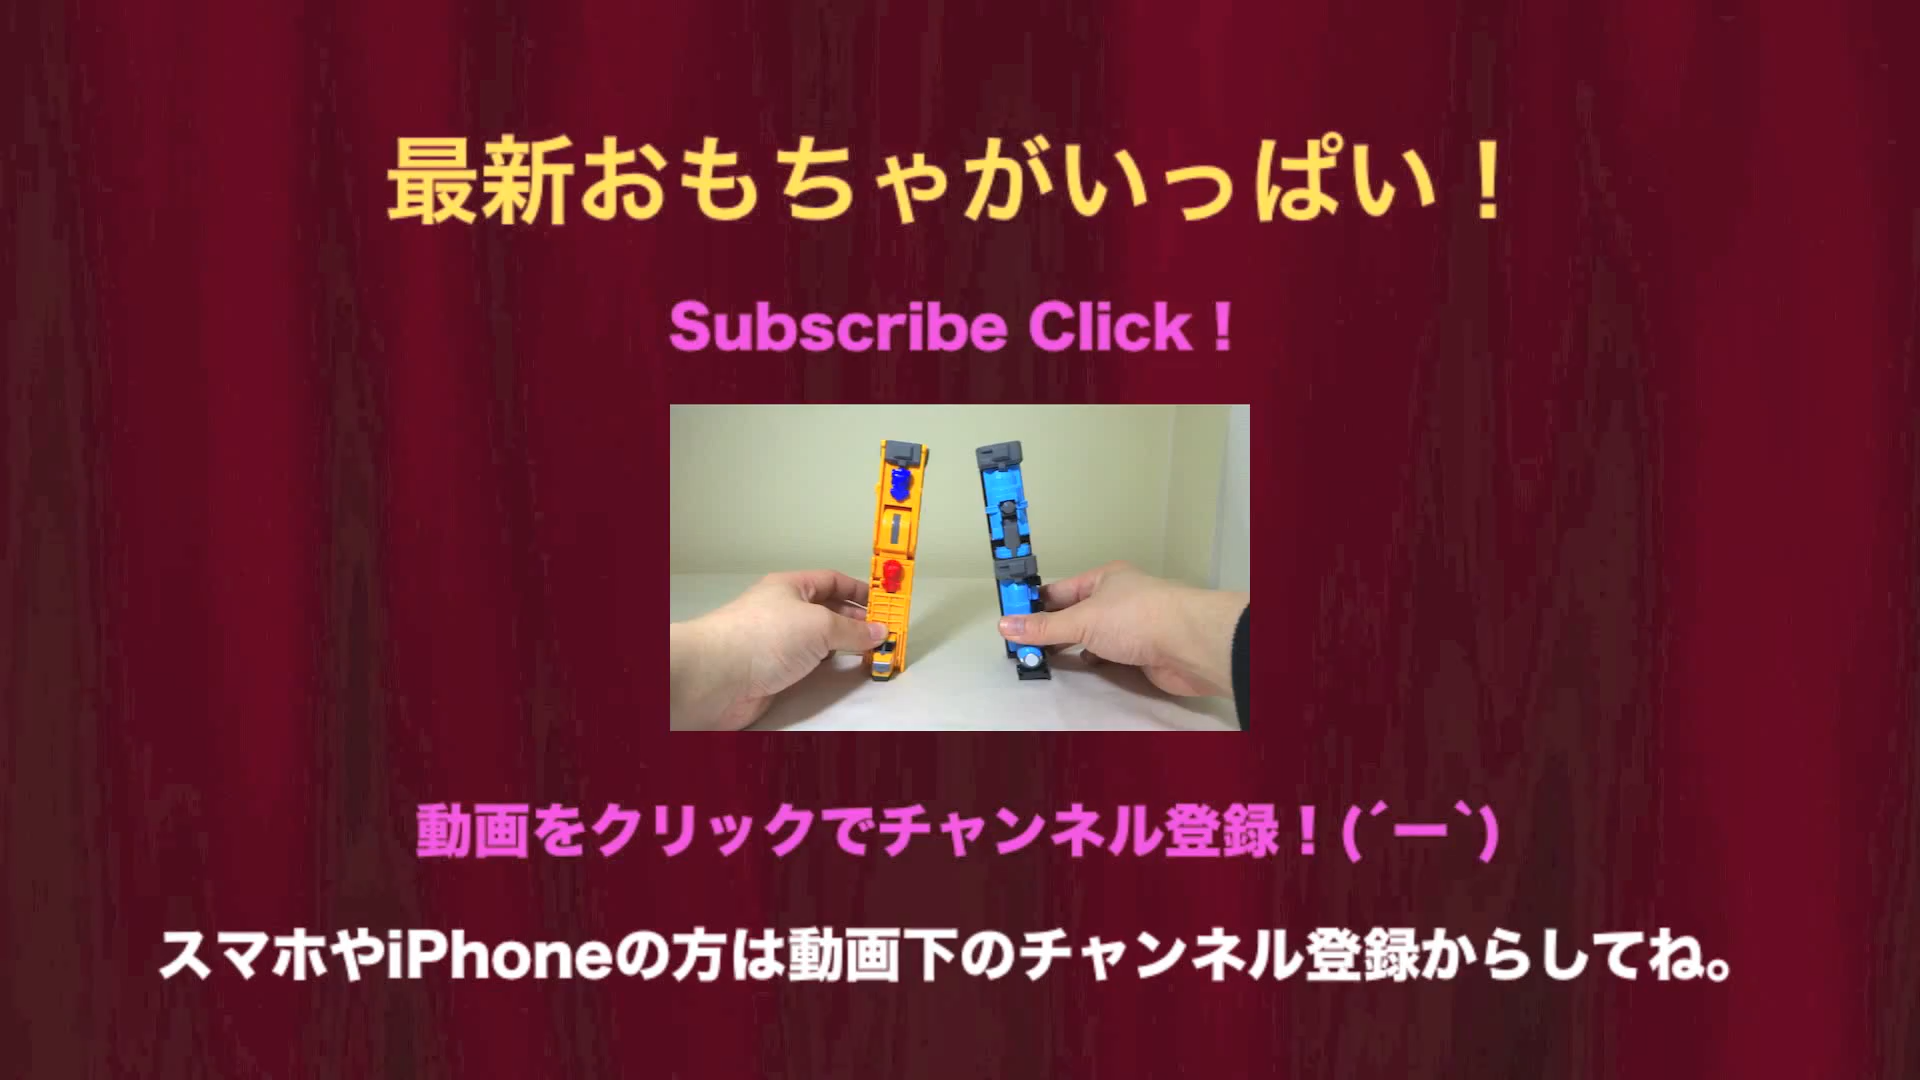 最新おもちゃがいっぱい！
Subscribe Click！
動画をクリックでチャンネル登録！(´ー`)
スマホやiPhoneの方は動画下のチャンネル登録からしてね。